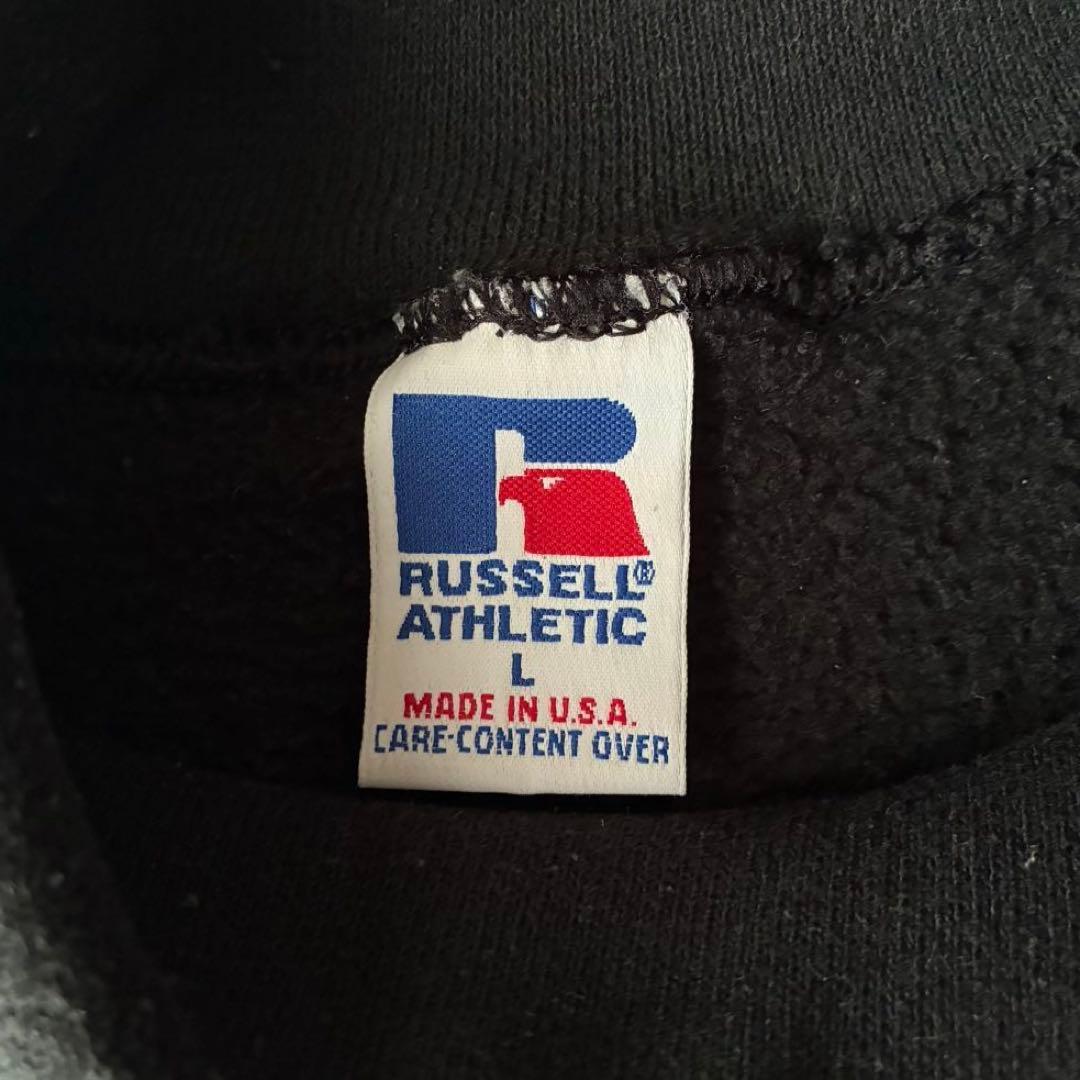 RUSSELL®
ATHLETIC
L
MADE IN U.S.A.
CARE-CONTENT OVER